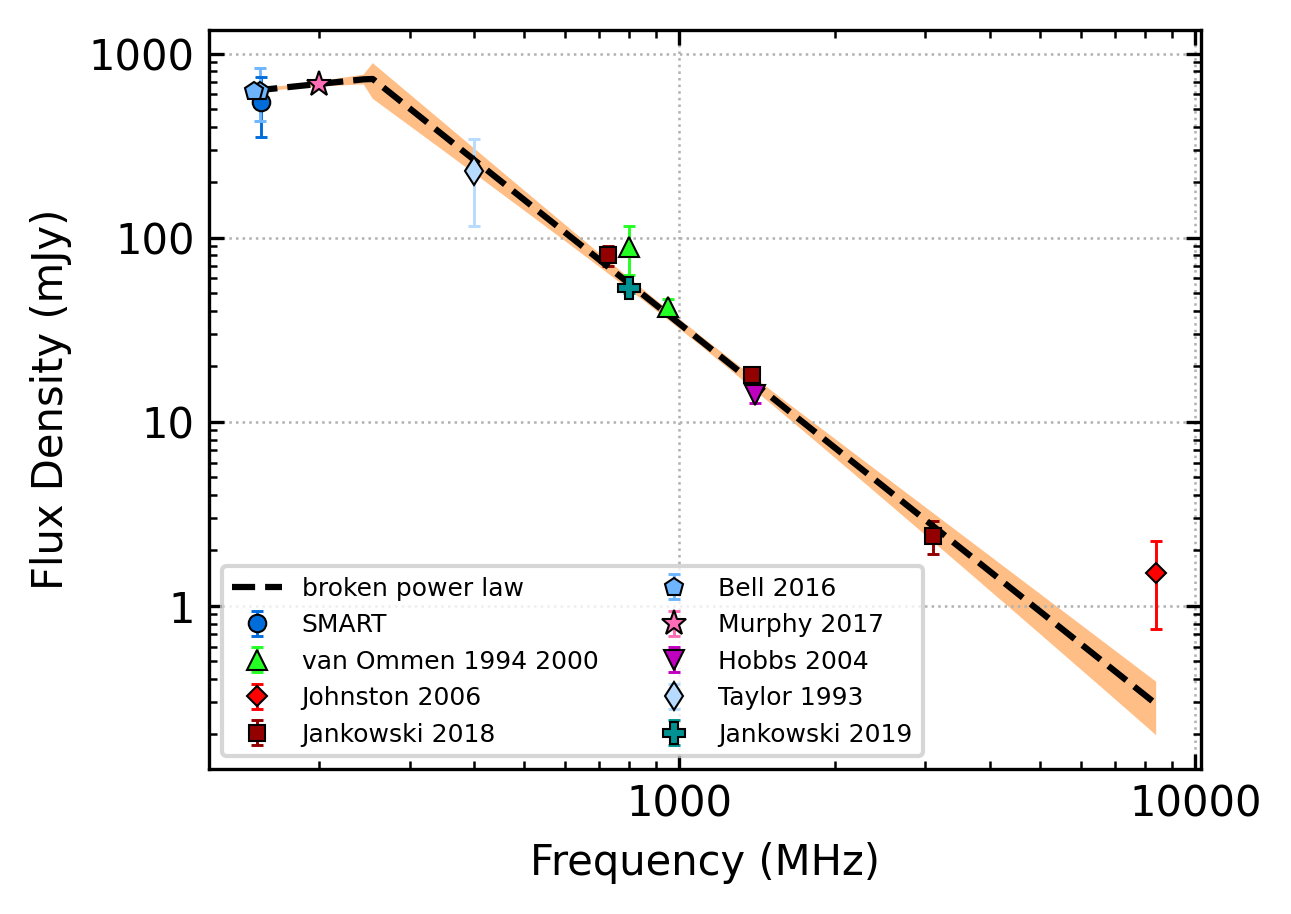 1000
100
10
1
Flux Density (mJy)
broken power law
SMART
van Ommen 1994 2000
Johnston 2006
Jankowski 2018
Bell 2016
Murphy 2017
Hobbs 2004
Taylor 1993
Jankowski 2019
1000
10000
Frequency (MHz)